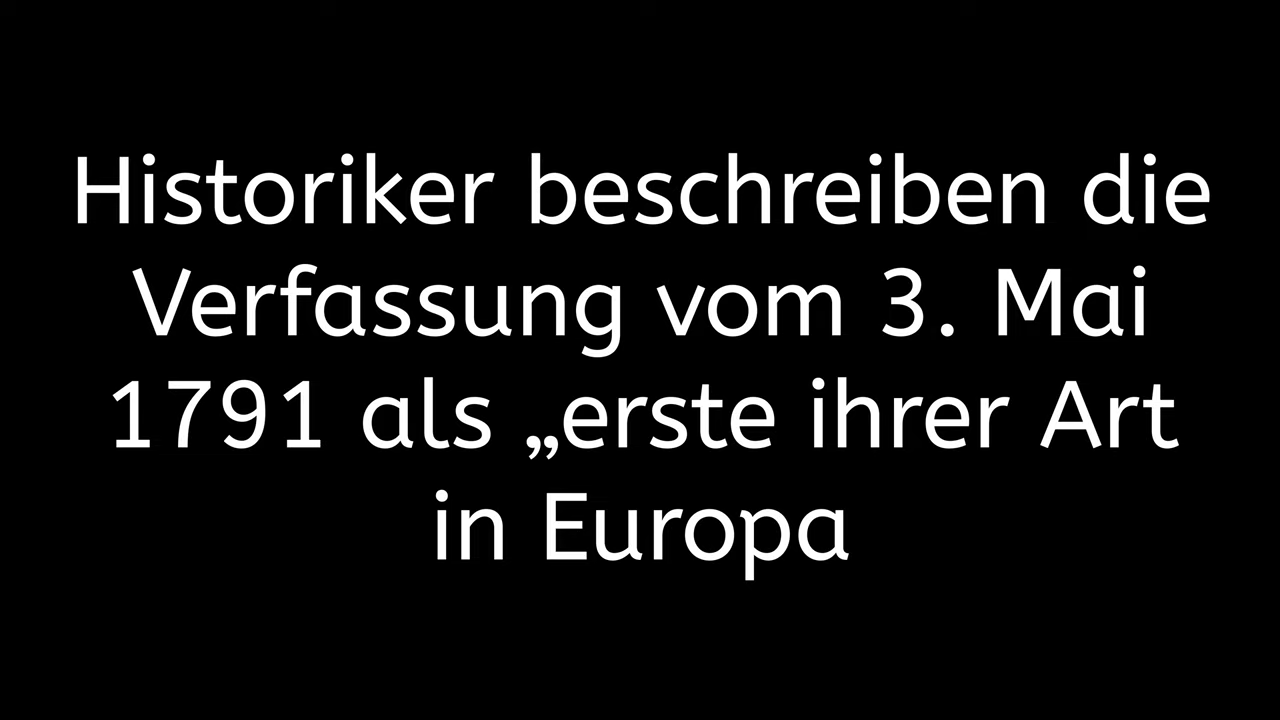 Historiker beschreiben die
Verfassung vom 3. Mai
1791 als „erste ihrer Art
in Europa